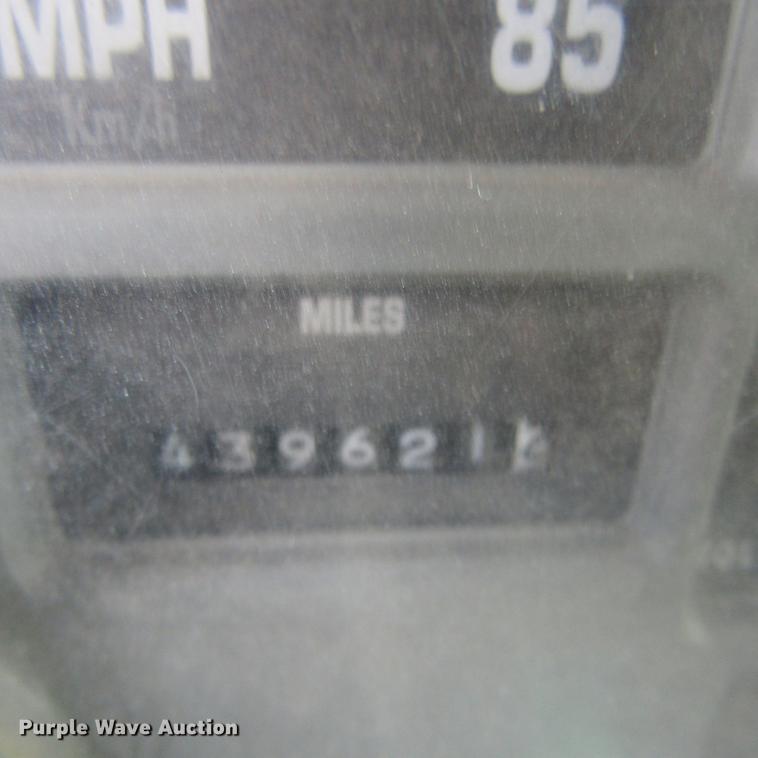 MPH 85
Km/h
MILES
439621
Purple Wave Auction